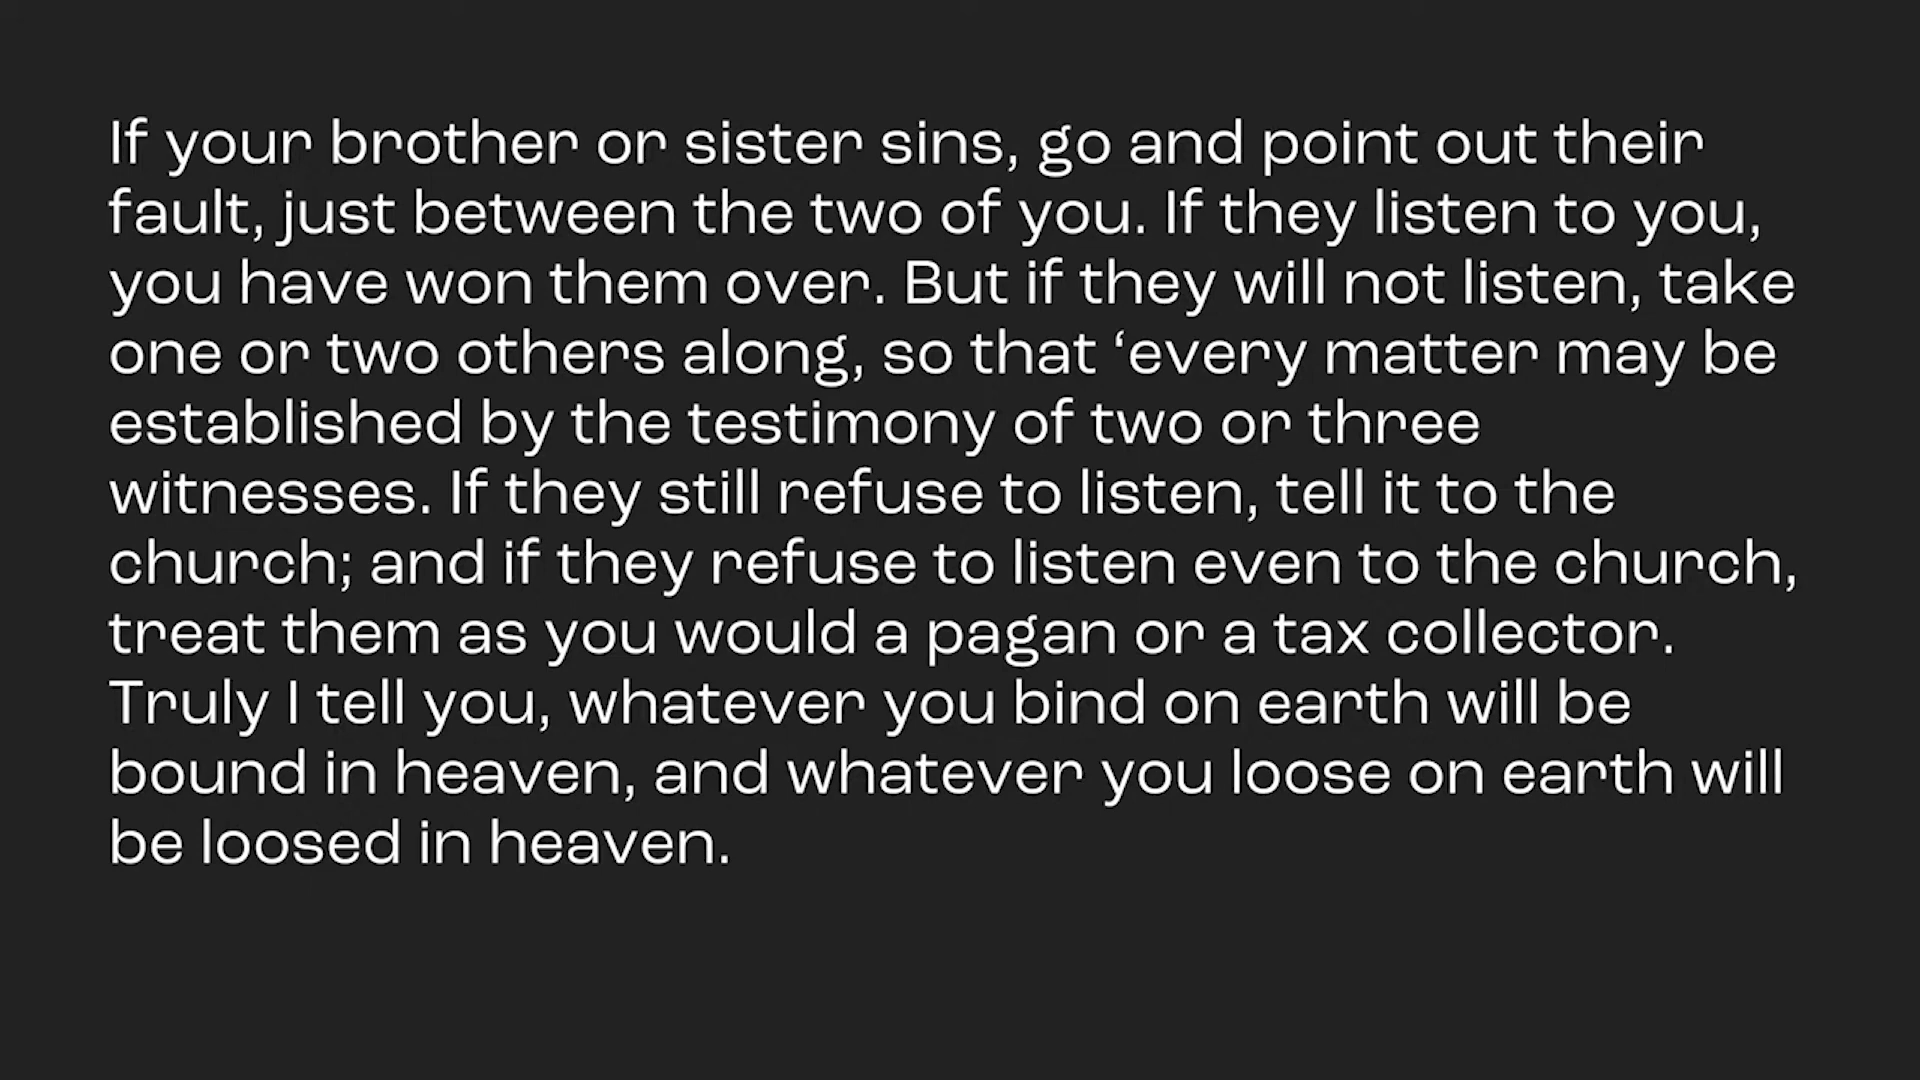 If your brother or sister sins, go and point out their
fault, just between the two of you. If they listen to you,
you have won them over. But if they will not listen, take
one or two others along, so that ‘every matter may be
established by the testimony of two or three
witnesses. If they still refuse to listen, tell it to the
church; and if they refuse to listen even to the church,
treat them as you would a pagan or a tax collector.
Truly I tell you, whatever you bind on earth will be
bound in heaven, and whatever you loose on earth will
be loosed in heaven.